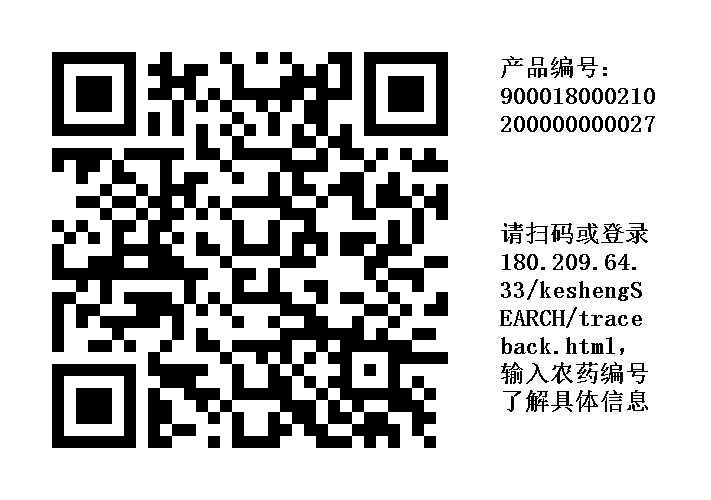 产品编号：
900018000210
200000000027
请扫码或登录
180.209.64.
33/keshengS
EARCH/trace
back.html，
输入农药编号
了解具体信息